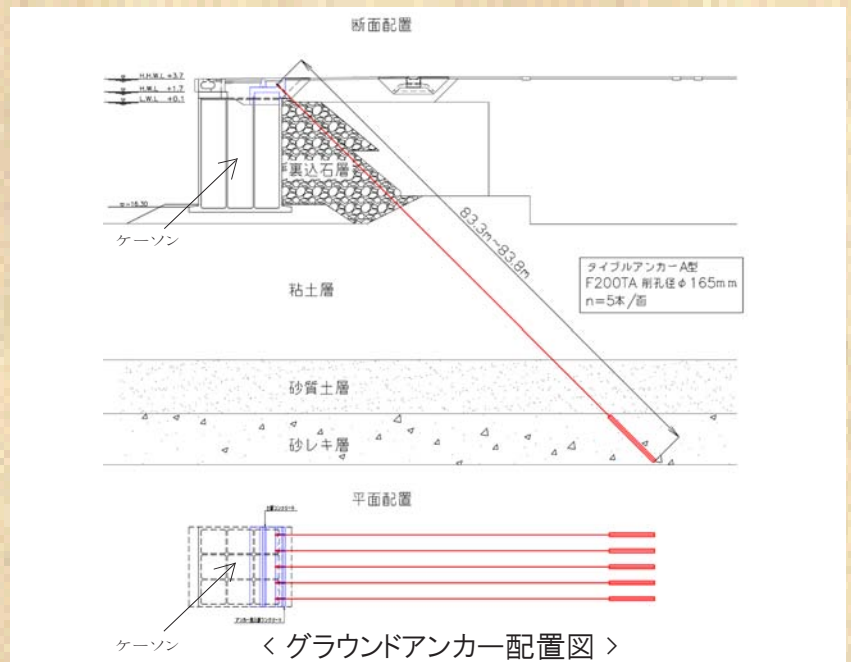 断面配置
H.H.W.L +3.7
H.W.L +1.7
L.W.L +0.1
裏込石層
-16.30
ケーソン
83.3m~83.8m
タイブルアンカーA型
F200TA 削孔径φ165mm
n=5本/函
粘土層
砂質土層
砂レキ層
平面配置
ケーソン
< グラウンドアンカー配置図 >